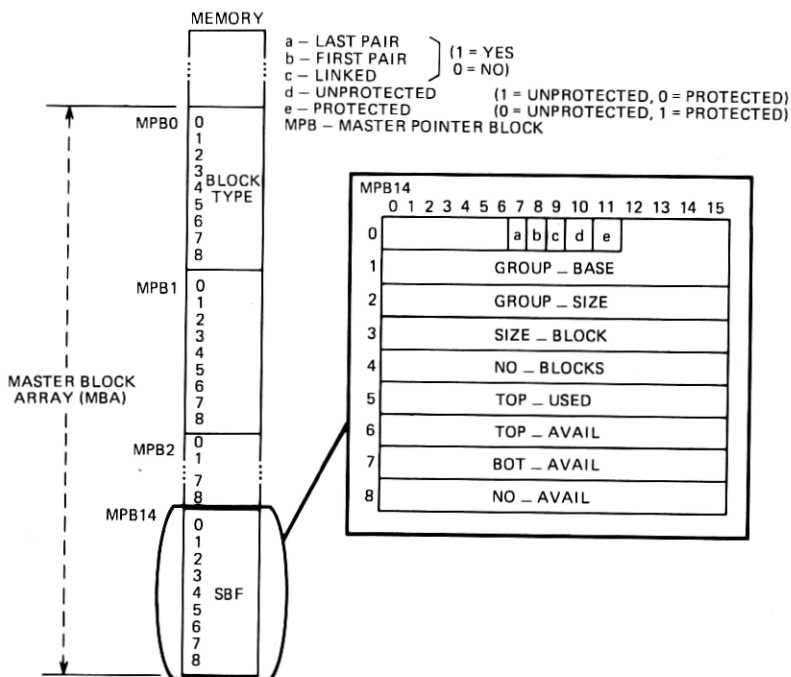 MEMORY
a – LAST PAIR
b – FIRST PAIR
c – LINKED
(1 = YES
0 = NO)
d – UNPROTECTED (1 = UNPROTECTED, 0 = PROTECTED)
e – PROTECTED (0 = UNPROTECTED, 1 = PROTECTED)
MPB – MASTER POINTER BLOCK
MPB0
0
1
2
3
4
5
6
7
8
BLOCK
TYPE
MPB1
0
1
2
3
4
5
6
7
8
MASTER BLOCK
ARRAY (MBA)
MPB2
0
1
7
8
MPB14
0
1
2
3
4
5
6
7
8
SBF
MPB14
0 1 2 3 4 5 6 7 8 9 10 11 12 13 14 15
0 a b c d e
1 GROUP _ BASE
2 GROUP _ SIZE
3 SIZE _ BLOCK
4 NO _ BLOCKS
5 TOP _ USED
6 TOP _ AVAIL
7 BOT _ AVAIL
8 NO _ AVAIL